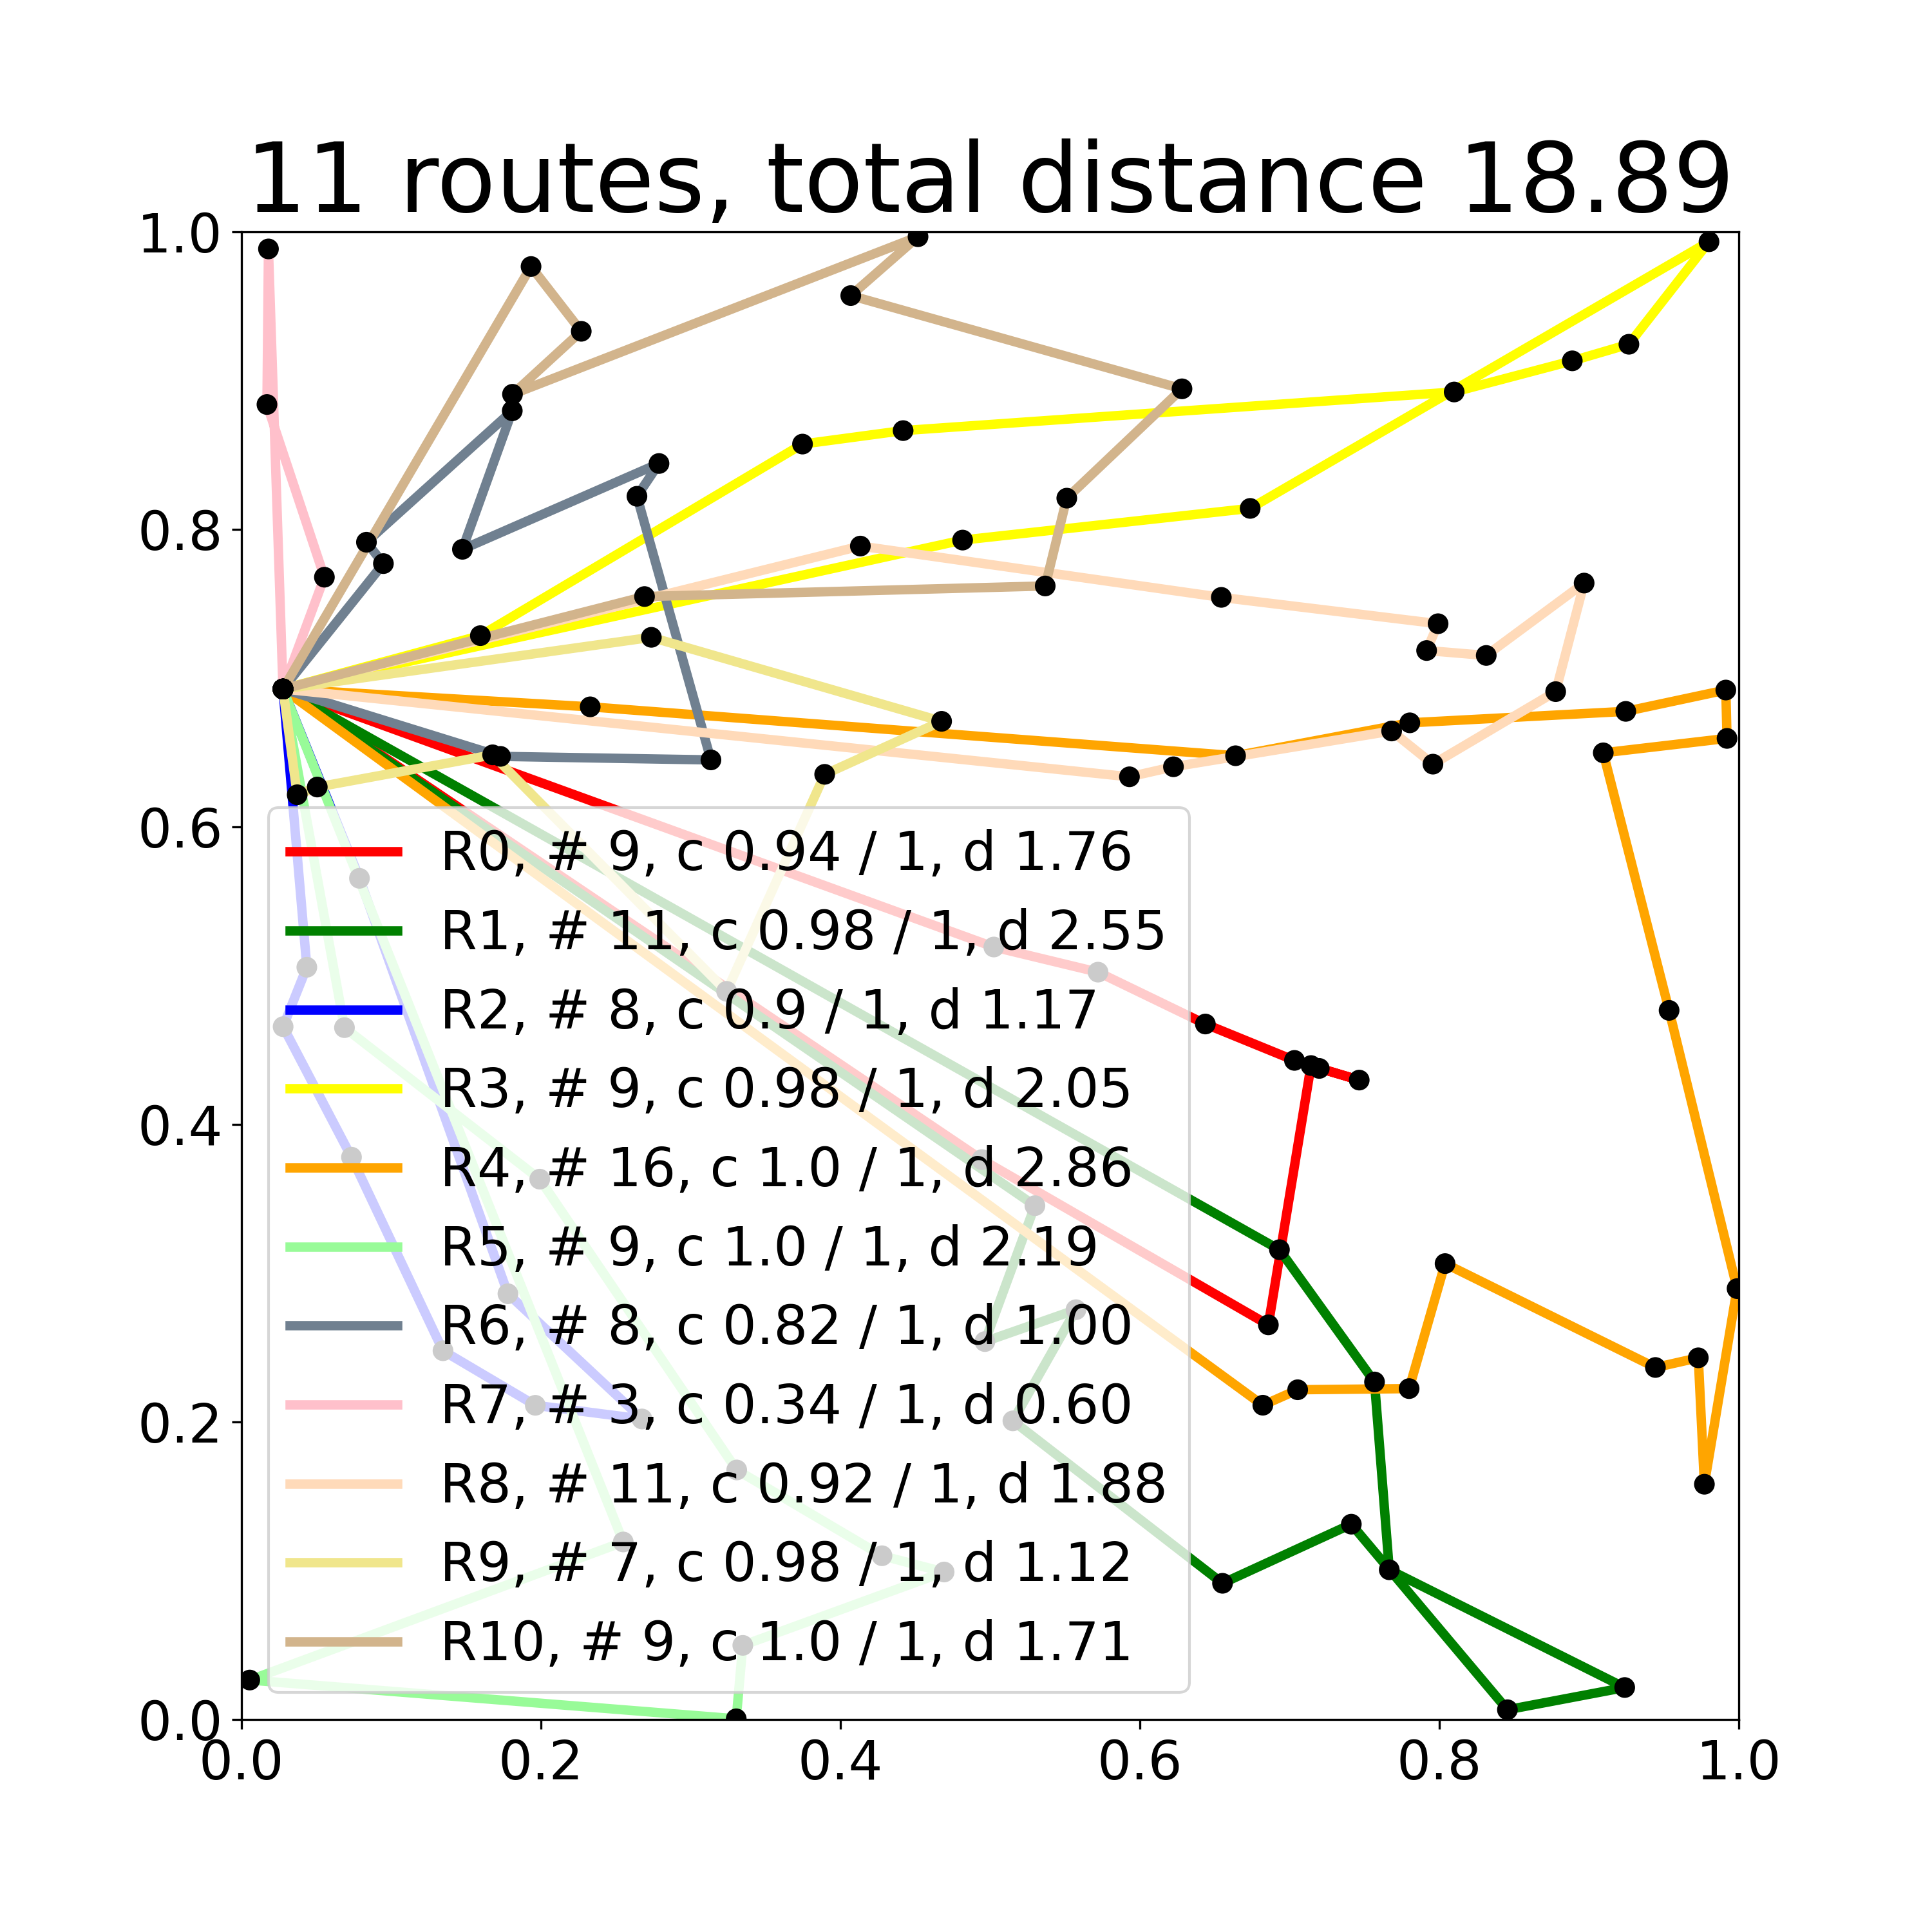 11 routes, total distance 18.89
1.0
0.8
0.6
0.4
0.2
0.0
R0, # 9, c 0.94 / 1, d 1.76
R1, # 11, c 0.98 / 1, d 2.55
R2, # 8, c 0.9 / 1, d 1.17
R3, # 9, c 0.98 / 1, d 2.05
R4, # 16, c 1.0 / 1, d 2.86
R5, # 9, c 1.0 / 1, d 2.19
R6, # 8, c 0.82 / 1, d 1.00
R7, # 3, c 0.34 / 1, d 0.60
R8, # 11, c 0.92 / 1, d 1.88
R9, # 7, c 0.98 / 1, d 1.12
R10, # 9, c 1.0 / 1, d 1.71
0.0 0.2 0.4 0.6 0.8 1.0